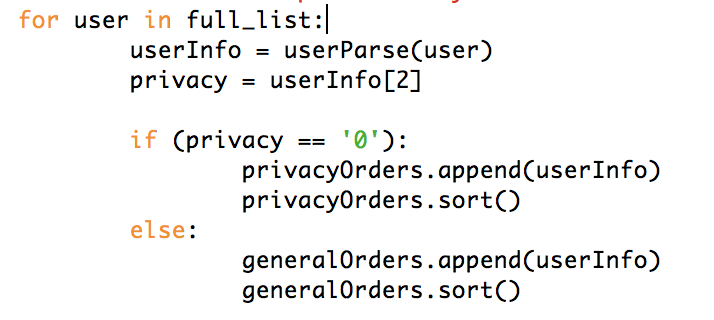 for user in full_list:
userInfo = userParse(user)
privacy = userInfo[2]
if (privacy == '0'):
privacyOrders.append(userInfo)
privacyOrders.sort()
else:
generalOrders.append(userInfo)
generalOrders.sort()